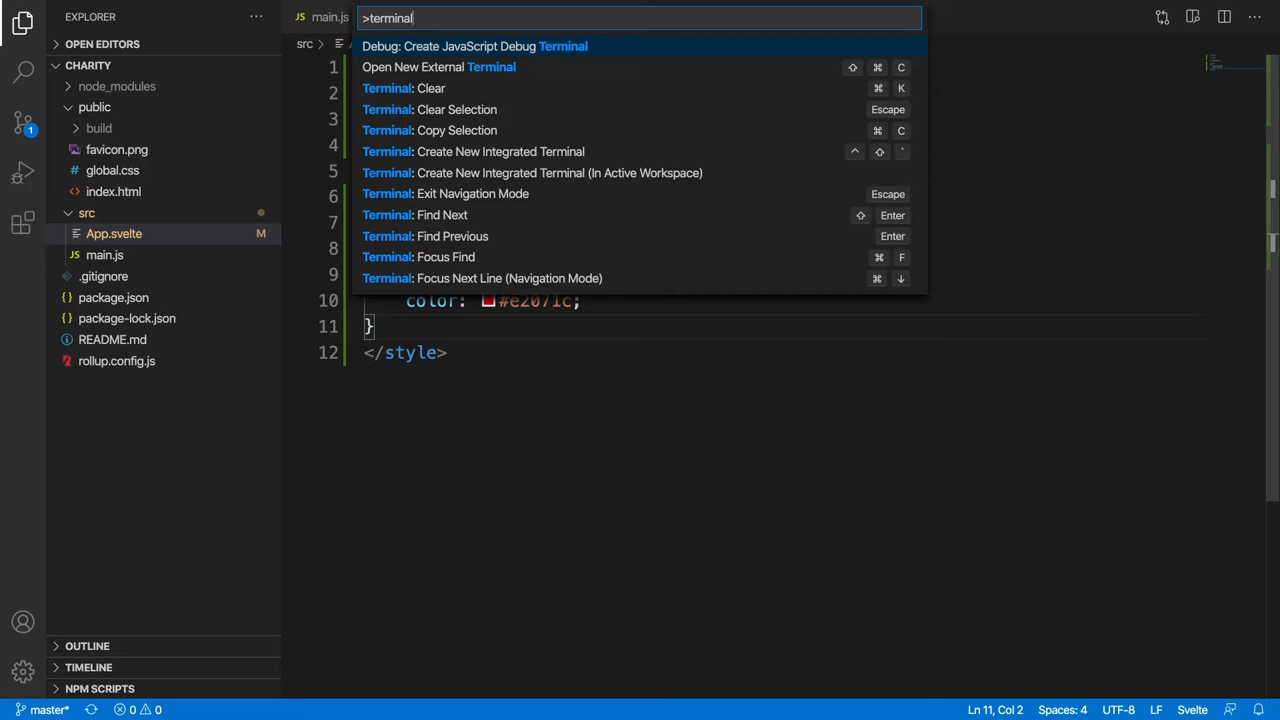 EXPLORER
OPEN EDITORS
CHARITY
node_modules
public
build
favicon.png
global.css
index.html
src
App.svelte M
JS main.js
.gitignore
{} package.json
{} package-lock.json
README.md
rollup.config.js
OUTLINE
TIMELINE
NPM SCRIPTS
1
JS main.js
src
>terminal
Debug: Create JavaScript Debug Terminal
Open New External Terminal ⇧ ⌘ C
Terminal: Clear ⌘ K
Terminal: Clear Selection Escape
Terminal: Copy Selection ⌘ C
Terminal: Create New Integrated Terminal ^ ⇧ `
Terminal: Create New Integrated Terminal (In Active Workspace)
Terminal: Exit Navigation Mode Escape
Terminal: Find Next ⇧ Enter
Terminal: Find Previous Enter
Terminal: Focus Find ⌘ F
Terminal: Focus Next Line (Navigation Mode) ⌘ ↓
1
2
3
4
5
6
7
8
9
10 color: #e2071c;
11 }
12 </style>
master* 0 0 Ln 11, Col 2 Spaces: 4 UTF-8 LF Svelte